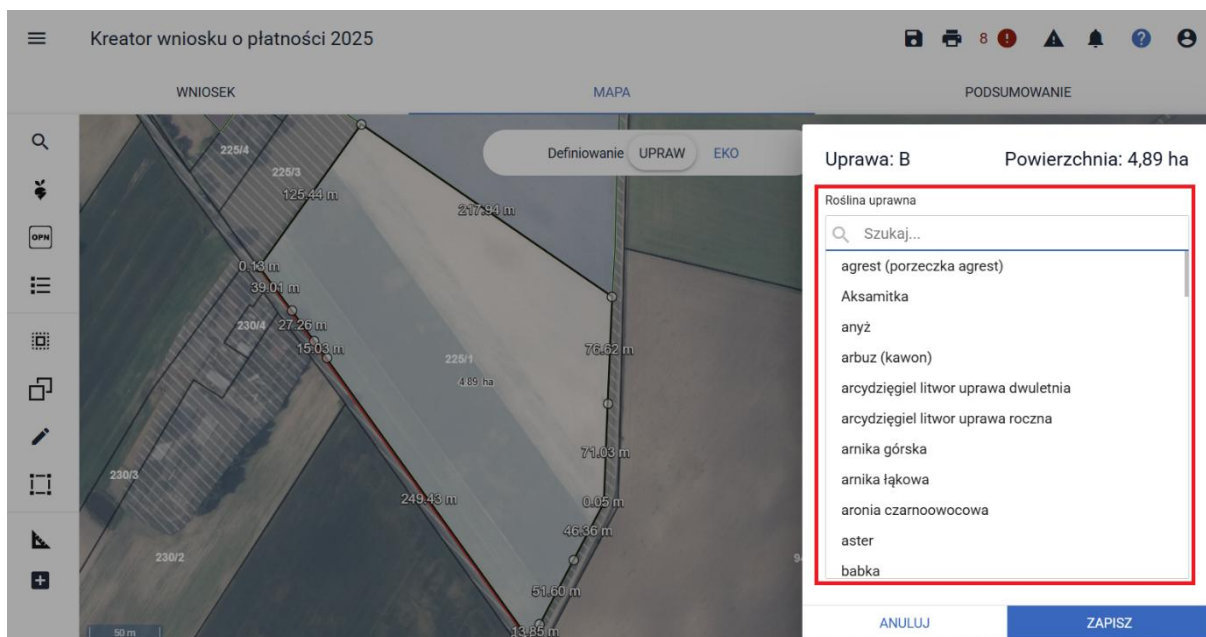 Kreator wniosku o płatności 2025
8
WNIOSEK
MAPA
PODSUMOWANIE
Definiowanie UPRAW EKO
OPN
225/4
225/3
125.44 m
217.94 m
0.13 m
39.01 m
230/4
27.26 m
15.03 m
225/1
4.89 ha
76.62 m
71.03 m
230/3
249.43 m
0.05 m
46.36 m
230/2
51.60 m
13.85 m
50 m
Uprawa: B
Powierzchnia: 4,89 ha
Roślina uprawna
Szukaj...
agrest (porzeczka agrest)
Aksamitka
anyż
arbuz (kawon)
arcydzięgiel litwor uprawa dwuletnia
arcydzięgiel litwor uprawa roczna
arnika górska
arnika łąkowa
aronia czarnoowocowa
aster
babka
ANULUJ
ZAPISZ